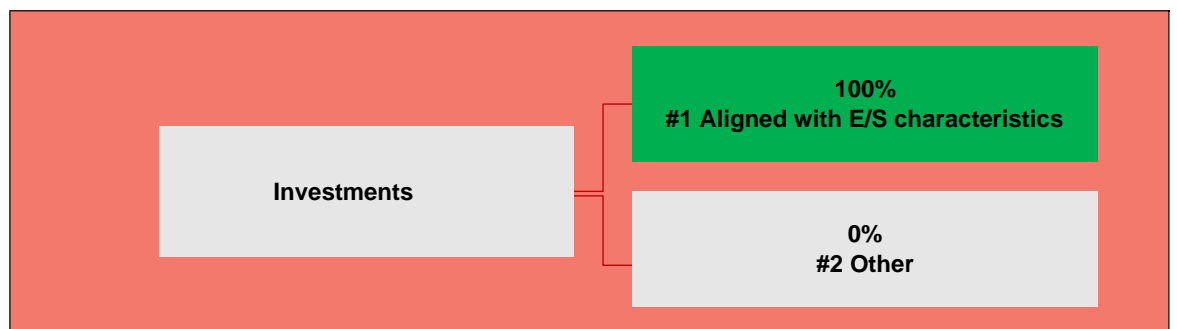 100%
#1 Aligned with E/S characteristics
Investments
0%
#2 Other